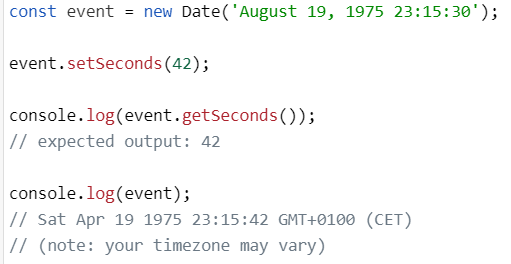 const event = new Date('August 19, 1975 23:15:30');
event.setSeconds(42);
console.log(event.getSeconds());
// expected output: 42
console.log(event);
// Sat Apr 19 1975 23:15:42 GMT+0100 (CET)
// (note: your timezone may vary)